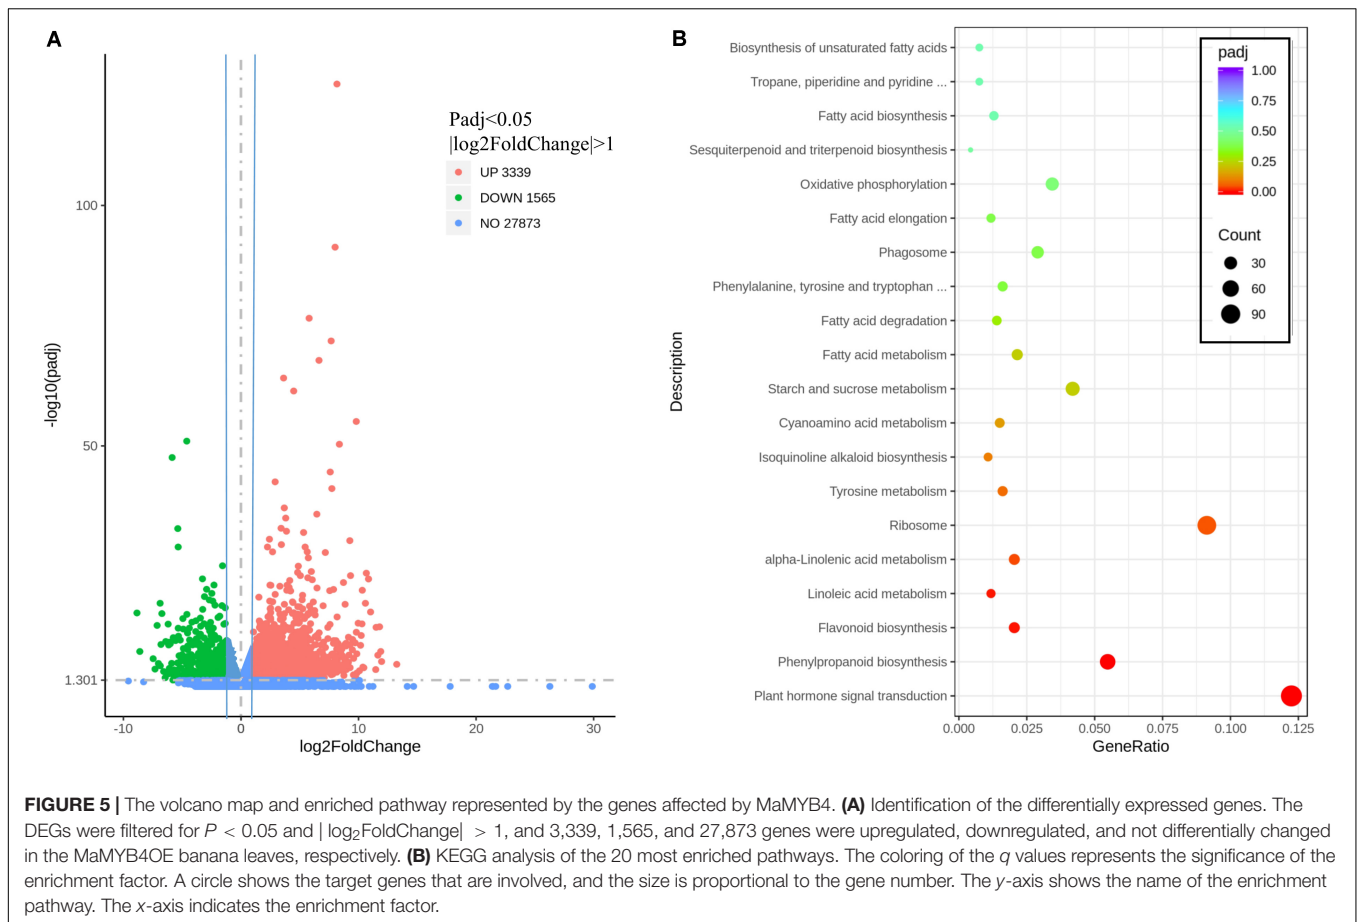 A
-log10(padj)
100
50
1.301
-10
0
10
20
30
log2FoldChange
Padj<0.05
|log2FoldChange|>1
UP 3339
DOWN 1565
NO 27873
B
Description
Biosynthesis of unsaturated fatty acids
Tropane, piperidine and pyridine ...
Fatty acid biosynthesis
Sesquiterpenoid and triterpenoid biosynthesis
Oxidative phosphorylation
Fatty acid elongation
Phagosome
Phenylalanine, tyrosine and tryptophan ...
Fatty acid degradation
Fatty acid metabolism
Starch and sucrose metabolism
Cyanoamino acid metabolism
Isoquinoline alkaloid biosynthesis
Tyrosine metabolism
Ribosome
alpha-Linolenic acid metabolism
Linoleic acid metabolism
Flavonoid biosynthesis
Phenylpropanoid biosynthesis
Plant hormone signal transduction
0.000
0.025
0.050
0.075
0.100
0.125
GeneRatio
padj
1.00
0.75
0.50
0.25
0.00
Count
30
60
90
FIGURE 5 | The volcano map and enriched pathway represented by the genes affected by MaMYB4. (A) Identification of the differentially expressed genes. The
DEGs were filtered for P < 0.05 and | log2FoldChange| > 1, and 3,339, 1,565, and 27,873 genes were upregulated, downregulated, and not differentially changed
in the MaMYB4OE banana leaves, respectively. (B) KEGG analysis of the 20 most enriched pathways. The coloring of the q values represents the significance of the
enrichment factor. A circle shows the target genes that are involved, and the size is proportional to the gene number. The y-axis shows the name of the enrichment
pathway. The x-axis indicates the enrichment factor.